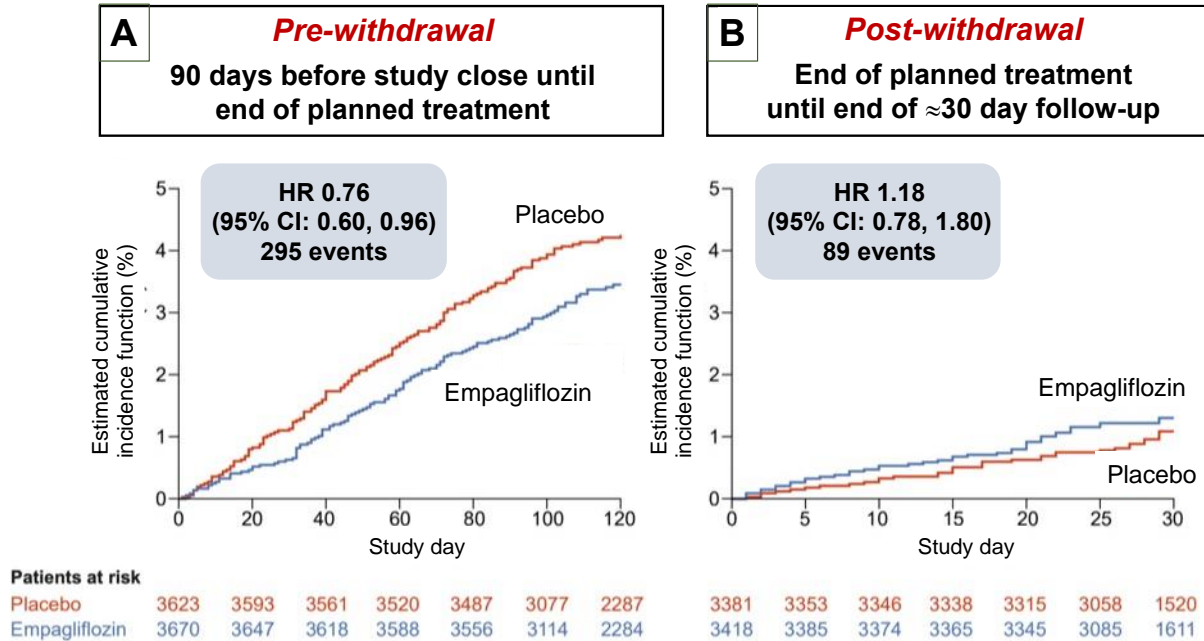 A
Pre-withdrawal
90 days before study close until
end of planned treatment
B
Post-withdrawal
End of planned treatment
until end of ≈30 day follow-up
HR 0.76
(95% CI: 0.60, 0.96)
295 events
Placebo
Empagliflozin
Estimated cumulative
incidence function (%)
5
4
3
2
1
0
0 20 40 60 80 100 120
Study day
HR 1.18
(95% CI: 0.78, 1.80)
89 events
Empagliflozin
Placebo
Estimated cumulative
incidence function (%)
5
4
3
2
1
0
0 5 10 15 20 25 30
Study day
Patients at risk
Placebo 3623 3593 3561 3520 3487 3077 2287 3381 3353 3346 3338 3315 3058 1520
Empagliflozin 3670 3647 3618 3588 3556 3114 2284 3418 3385 3374 3365 3345 3085 1611